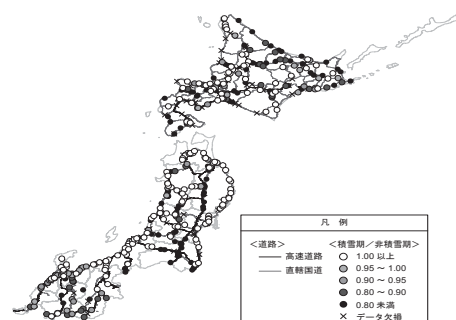 凡 例
＜道路＞ ＜積雪期／非積雪期＞
高速道路 1.00 以上
直轄国道 0.95 ～ 1.00
0.90 ～ 0.95
0.80 ～ 0.90
0.80 未満
データ欠損